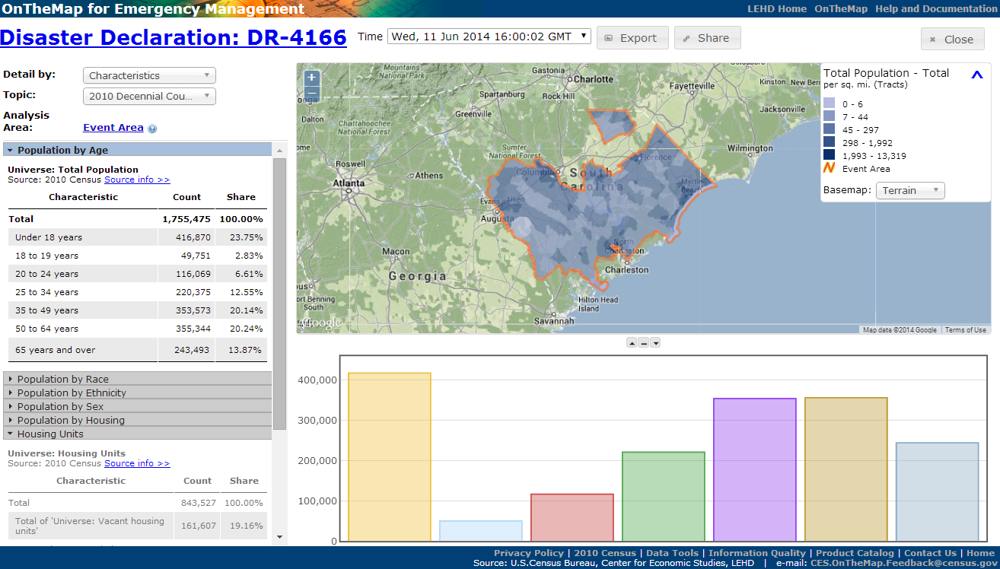 OnTheMap for Emergency Management
LEHD Home OnTheMap Help and Documentation
Disaster Declaration: DR-4166
Time Wed, 11 Jun 2014 16:00:02 GMT
Export
Share
Close
Detail by: Characteristics
Topic: 2010 Decennial Cou...
Analysis
Area: Event Area
Population by Age
Universe: Total Population
Source: 2010 Census Source info >>
Characteristic Count Share
Total 1,755,475 100.00%
Under 18 years 416,870 23.75%
18 to 19 years 49,751 2.83%
20 to 24 years 116,069 6.61%
25 to 34 years 220,375 12.55%
35 to 49 years 353,573 20.14%
50 to 64 years 355,344 20.24%
65 years and over 243,493 13.87%
Population by Race
Population by Ethnicity
Population by Sex
Population by Housing
Housing Units
Universe: Housing Units
Source: 2010 Census Source info >>
Characteristic Count Share
Total 843,527 100.00%
Total of 'Universe: Vacant housing
units' 161,607 19.16%
+
−
Mountains
National Park
Gastonia
Charlotte
Fayetteville
Kinston
New Bern
Spartanburg
Rock Hill
Jacksonville
Greenville
Dalton
Chattahoochee
National Forest
Sumter
National Forest
Wilmington
Florence
Roswell
Athens
Columbia
South
Carolina
Atlanta
Myrtle
Beach
Evans
Aiken
Augusta
North
Charleston
Macon
Charleston
Georgia
Hilton Head
Island
Fort Benning
South
Savannah
Google
Map data ©2014 Google
Terms of Use
Total Population - Total
per sq. mi. (Tracts)
0 - 6
7 - 44
45 - 297
298 - 1,992
1,993 - 13,319
Event Area
Basemap: Terrain
400,000
300,000
200,000
100,000
0
Privacy Policy | 2010 Census | Data Tools | Information Quality | Product Catalog | Contact Us | Home
Source: U.S.Census Bureau, Center for Economic Studies, LEHD | e-mail: CES.OnTheMap.Feedback@census.gov